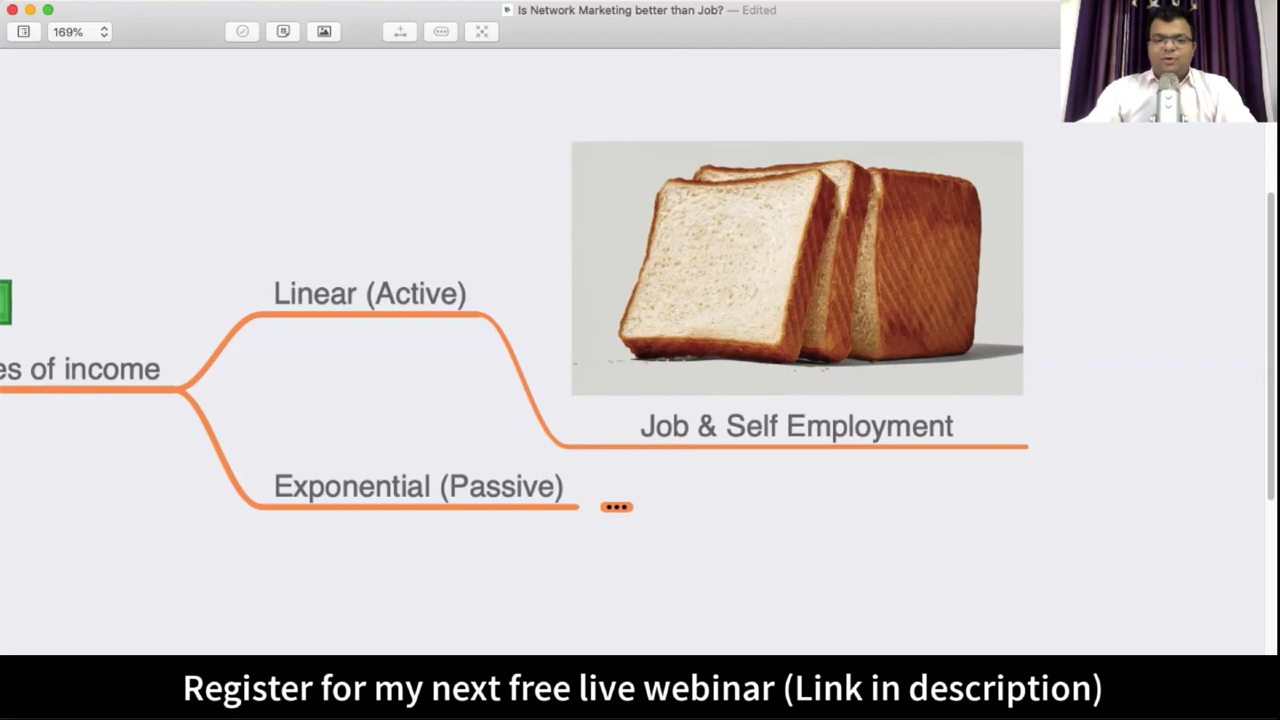 Is Network Marketing better than Job? — Edited
169%
Linear (Active)
es of income
Job & Self Employment
Exponential (Passive)
Register for my next free live webinar (Link in description)